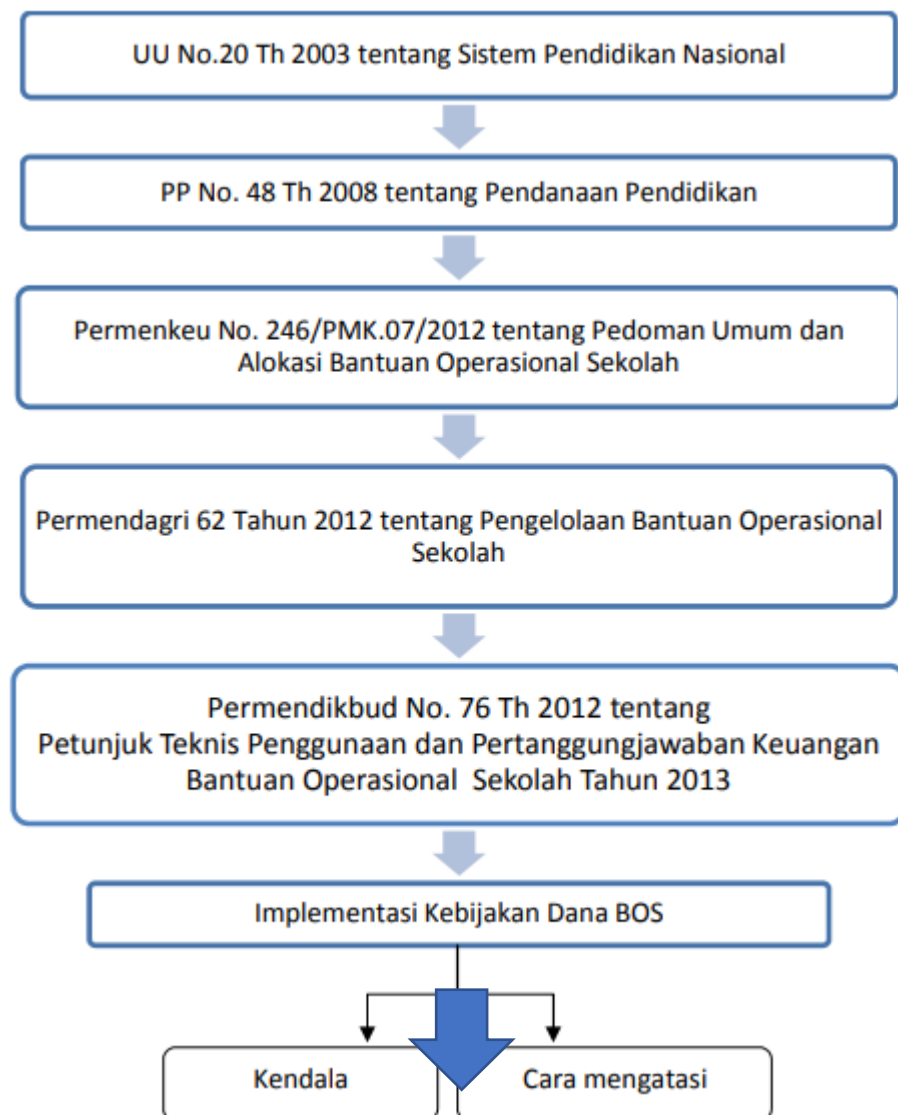 UU No.20 Th 2003 tentang Sistem Pendidikan Nasional
PP No. 48 Th 2008 tentang Pendanaan Pendidikan
Permenkeu No. 246/PMK.07/2012 tentang Pedoman Umum dan
Alokasi Bantuan Operasional Sekolah
Permendagri 62 Tahun 2012 tentang Pengelolaan Bantuan Operasional
Sekolah
Permendikbud No. 76 Th 2012 tentang
Petunjuk Teknis Penggunaan dan Pertanggungjawaban Keuangan
Bantuan Operasional Sekolah Tahun 2013
Implementasi Kebijakan Dana BOS
Kendala
Cara mengatasi